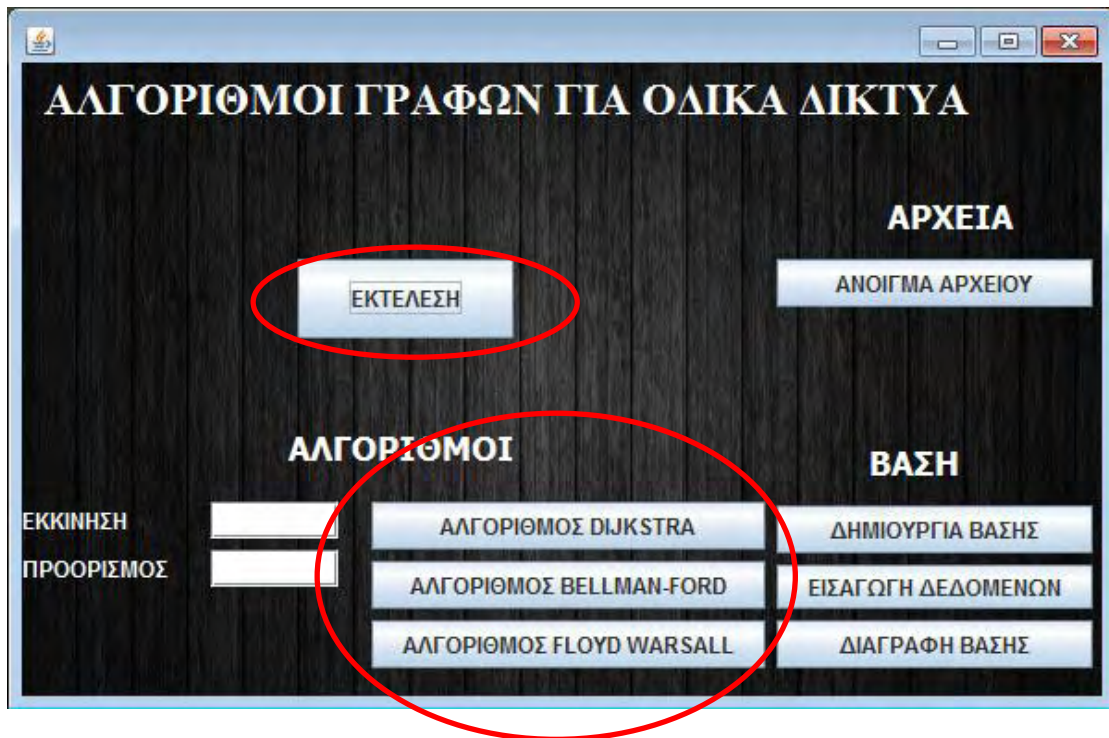 ΑΛΓΟΡΙΘΜΟΙ ΓΡΑΦΩΝ ΓΙΑ ΟΔΙΚΑ ΔΙΚΤΥΑ
ΑΡΧΕΙΑ
ΕΚΤΕΛΕΣΗ
ΑΝΟΙΓΜΑ ΑΡΧΕΙΟΥ
ΑΛΓΟΡΙΘΜΟΙ
ΒΑΣΗ
ΕΚΚΙΝΗΣΗ
ΑΛΓΟΡΙΘΜΟΣ DIJKSTRA
ΔΗΜΙΟΥΡΓΙΑ ΒΑΣΗΣ
ΠΡΟΟΡΙΣΜΟΣ
ΑΛΓΟΡΙΘΜΟΣ BELLMAN-FORD
ΕΙΣΑΓΩΓΗ ΔΕΔΟΜΕΝΩΝ
ΑΛΓΟΡΙΘΜΟΣ FLOYD WARSALL
ΔΙΑΓΡΑΦΗ ΒΑΣΗΣ